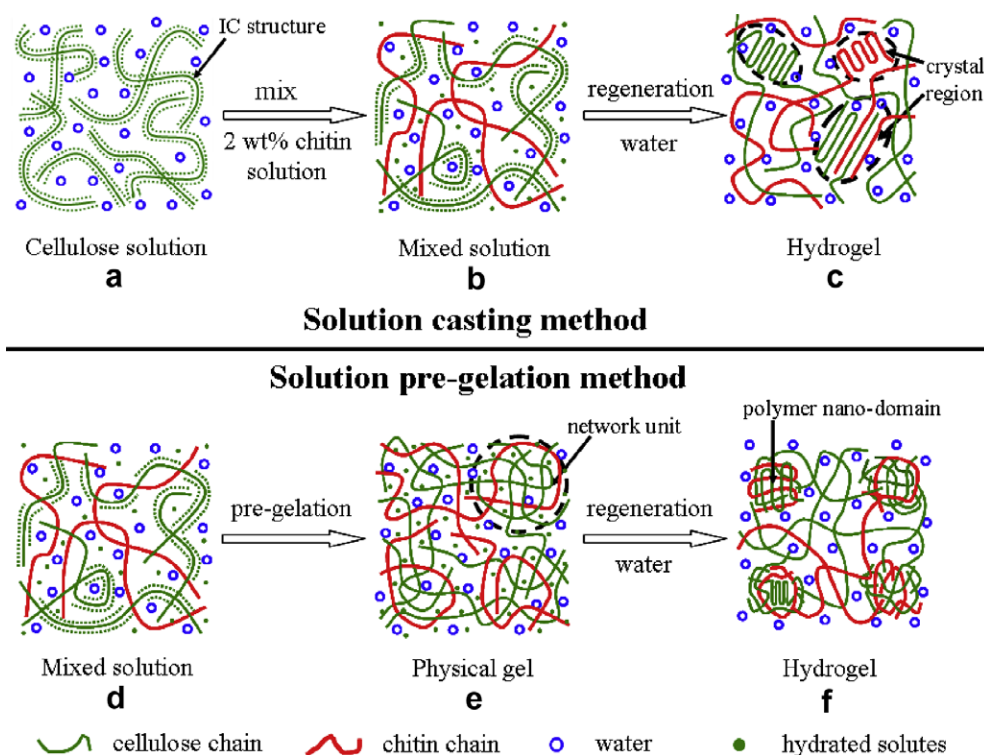 IC structure
mix
2 wt% chitin
solution
regeneration
water
crystal
region
Cellulose solution
a
Mixed solution
b
Hydrogel
c
Solution casting method
Solution pre-gelation method
network unit
polymer nano-domain
pre-gelation
regeneration
water
Mixed solution
d
Physical gel
e
Hydrogel
f
cellulose chain
chitin chain
water
hydrated solutes